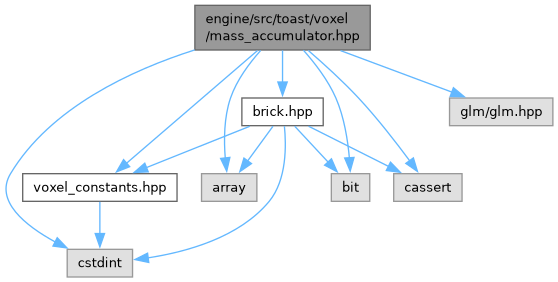 engine/src/toast/voxel
/mass_accumulator.hpp
brick.hpp
glm/glm.hpp
voxel_constants.hpp
array
bit
cassert
cstdint